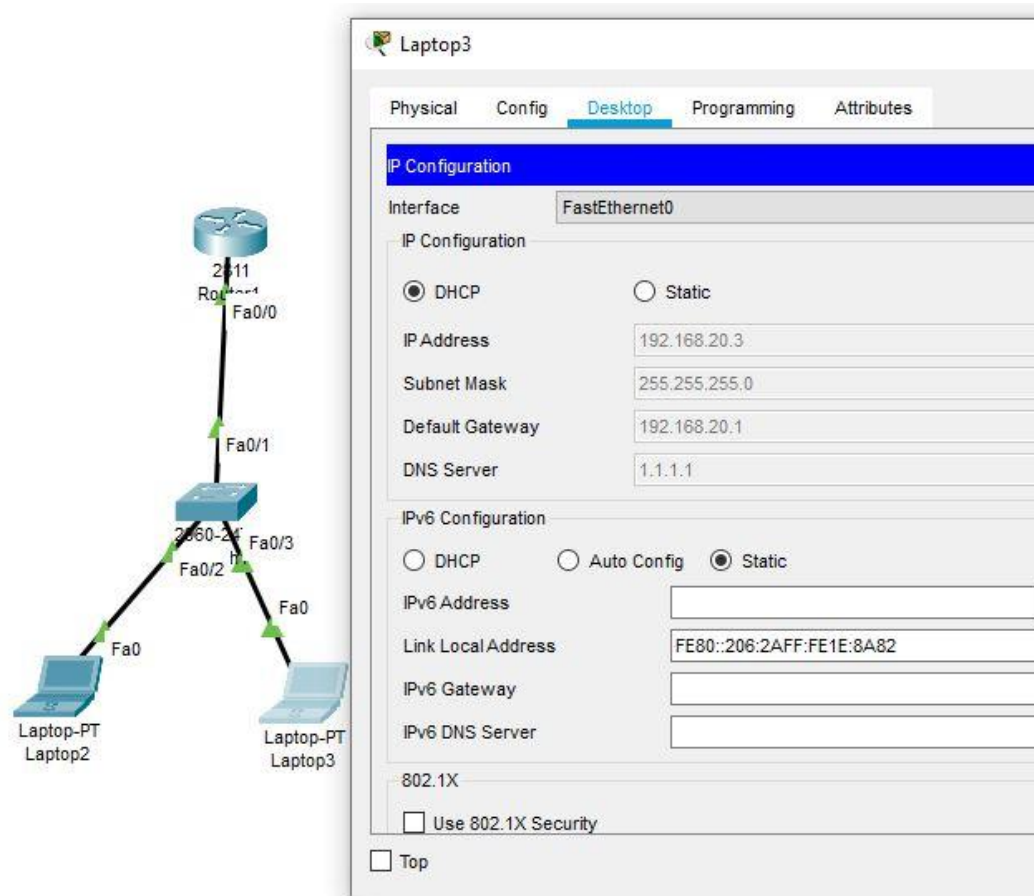 Laptop3
Physical Config Desktop Programming Attributes
IP Configuration
Interface FastEthernet0
IP Configuration
DHCP Static
IP Address 192.168.20.3
Subnet Mask 255.255.255.0
Default Gateway 192.168.20.1
DNS Server 1.1.1.1
IPv6 Configuration
DHCP Auto Config Static
IPv6 Address
Link Local Address FE80::206:2AFF:FE1E:8A82
IPv6 Gateway
IPv6 DNS Server
802.1X
Use 802.1X Security
Top
2811
Router1
Fa0/0
Fa0/1
Fa0/3
Fa0/2
Fa0
Fa0
Laptop-PT
Laptop2
Laptop-PT
Laptop3